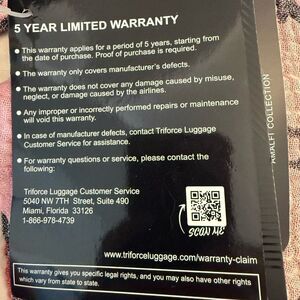 5 YEAR LIMITED WARRANTY
• This warranty applies for a period of 5 years, starting
from the date of purchase. Proof of purchase is required.
• The warranty only covers manufacturer's defects.
• The warranty does not cover any damage caused by misuse,
neglect, or damage caused by the airlines.
• Any improper or incorrectly performed repairs or maintenance
will void this warranty.
• In case of manufacturer defects, contact Triforce Luggage
Customer Service for assistance.
• For warranty questions or service, please contact the
following:
Triforce Luggage Customer Service
5040 NW 7TH Street, Suite 490
Miami, Florida 33126
1-866-978-4739
SCAN ME
www.triforceluggage.com/warranty-claim
This warranty gives you specific legal rights, and you may also have other rights
which vary from state to state.
AMALFI COLLECTION